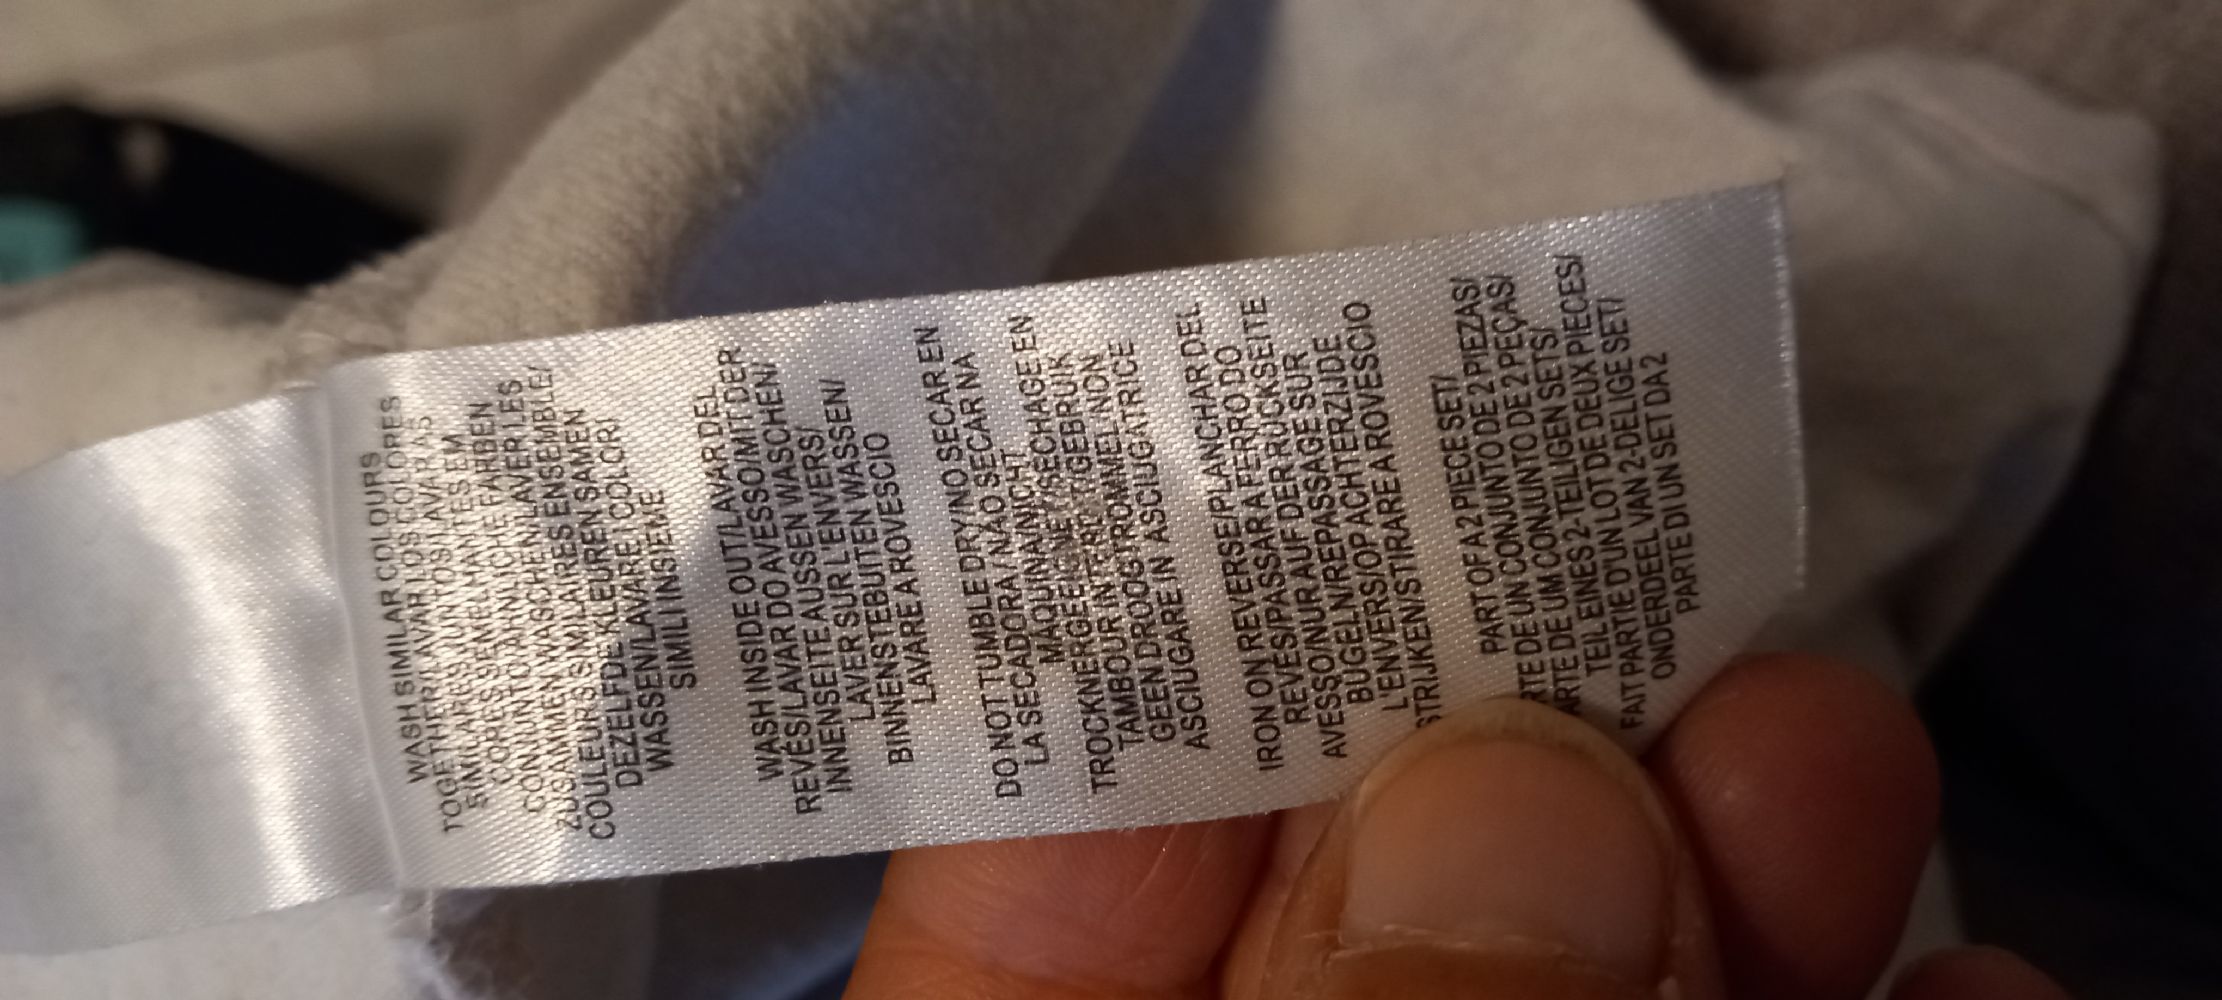 WASH SIMILAR COLOURS
TOGETHER/LAVAR LOS COLORES
SIMILARES JUNTOS/LAVAR AS
CORES SEMELHANTES EM
CONJUNTO/ÄHNLICHE FARBEN
ZUSAMMEN WASCHEN/LAVER LES
COULEURS SIMILAIRES ENSEMBLE/
DEZELFDE KLEUREN SAMEN
WASSEN/LAVARE I COLORI
SIMILI INSIEME
WASH INSIDE OUT/LAVAR DEL
REVÉS/LAVAR DO AVESSO/MIT DER
INNENSEITE AUSSEN WASCHEN/
LAVER SUR L'ENVERS/
BINNENSTEBUITEN WASSEN/
LAVARE A ROVESCIO
DO NOT TUMBLE DRY/NO SECAR EN
LA SECADORA / NÃO SECAR NA
MÁQUINA/NICHT
TROCKNERGEEIGNET/SÉCHAGE EN
TAMBOUR INTERDIT/GEBRUIK
GEEN DROOGTROMMEL/NON
ASCIUGARE IN ASCIUGATRICE
IRON ON REVERSE/PLANCHAR DEL
REVÉS/PASSAR A FERRO DO
AVESSO/NUR AUF DER RÜCKSEITE
BÜGELN/REPASSAGE SUR
L'ENVERS/OP ACHTERZIJDE
STRIJKEN/STIRARE A ROVESCIO
PART OF A 2 PIECE SET/
DE UN CONJUNTO DE 2 PIEZAS/
DE UM CONJUNTO DE 2 PEÇAS/
TEIL EINES 2-TEILIGEN SETS/
FAIT PARTIE D'UN LOT DE DEUX PIÈCES/
ONDERDEEL VAN 2-DELIGE SET/
PARTE DI UN SET DA 2